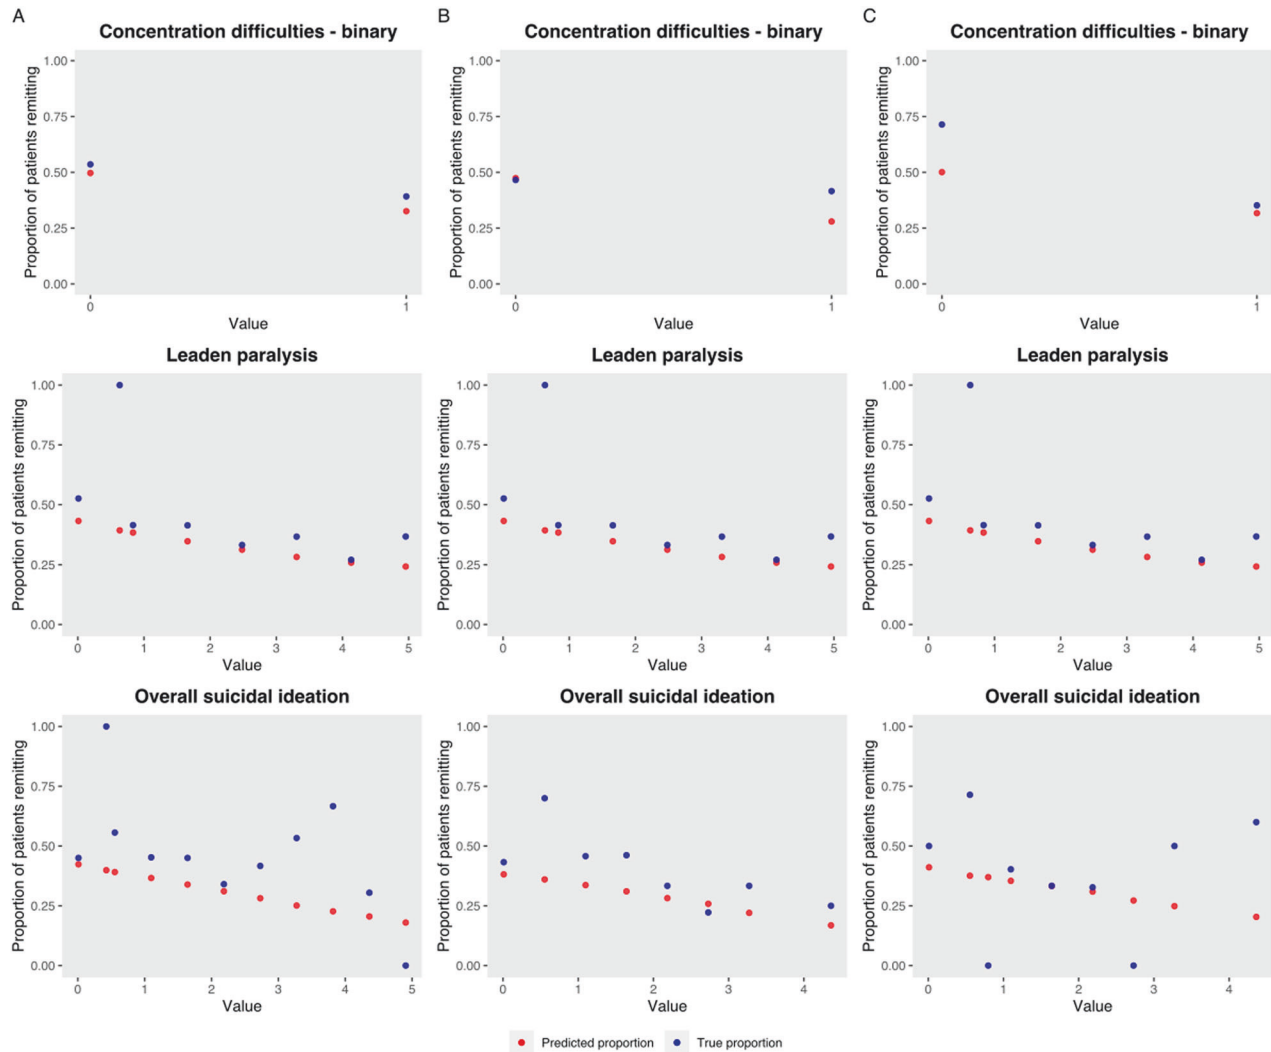 A
B
C
Concentration difficulties - binary
Concentration difficulties - binary
Concentration difficulties - binary
Proportion of patients remitting
1.00
0.75
0.50
0.25
0.00
0
1
Value
Proportion of patients remitting
1.00
0.75
0.50
0.25
0.00
0
1
Value
Proportion of patients remitting
1.00
0.75
0.50
0.25
0.00
0
1
Value
Leaden paralysis
Leaden paralysis
Leaden paralysis
Proportion of patients remitting
1.00
0.75
0.50
0.25
0.00
0 1 2 3 4 5
Value
Proportion of patients remitting
1.00
0.75
0.50
0.25
0.00
0 1 2 3 4 5
Value
Proportion of patients remitting
1.00
0.75
0.50
0.25
0.00
0 1 2 3 4 5
Value
Overall suicidal ideation
Overall suicidal ideation
Overall suicidal ideation
Proportion of patients remitting
1.00
0.75
0.50
0.25
0.00
0 1 2 3 4 5
Value
Proportion of patients remitting
1.00
0.75
0.50
0.25
0.00
0 1 2 3 4
Value
Proportion of patients remitting
1.00
0.75
0.50
0.25
0.00
0 1 2 3 4
Value
Predicted proportion
True proportion